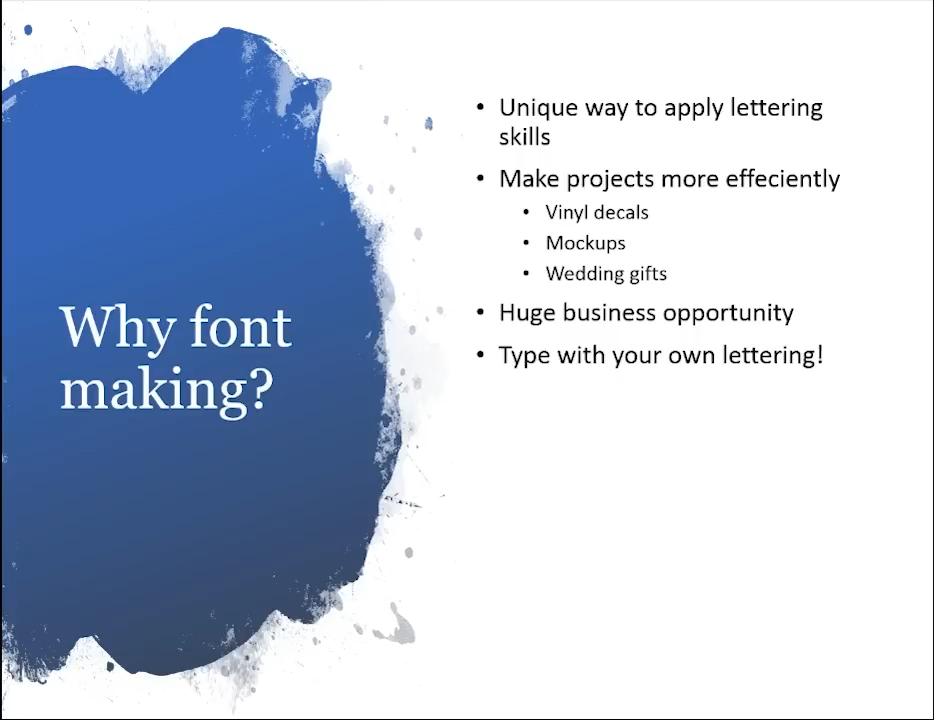 Why font
making?
• Unique way to apply lettering
skills
• Make projects more effeciently
• Vinyl decals
• Mockups
• Wedding gifts
• Huge business opportunity
• Type with your own lettering!